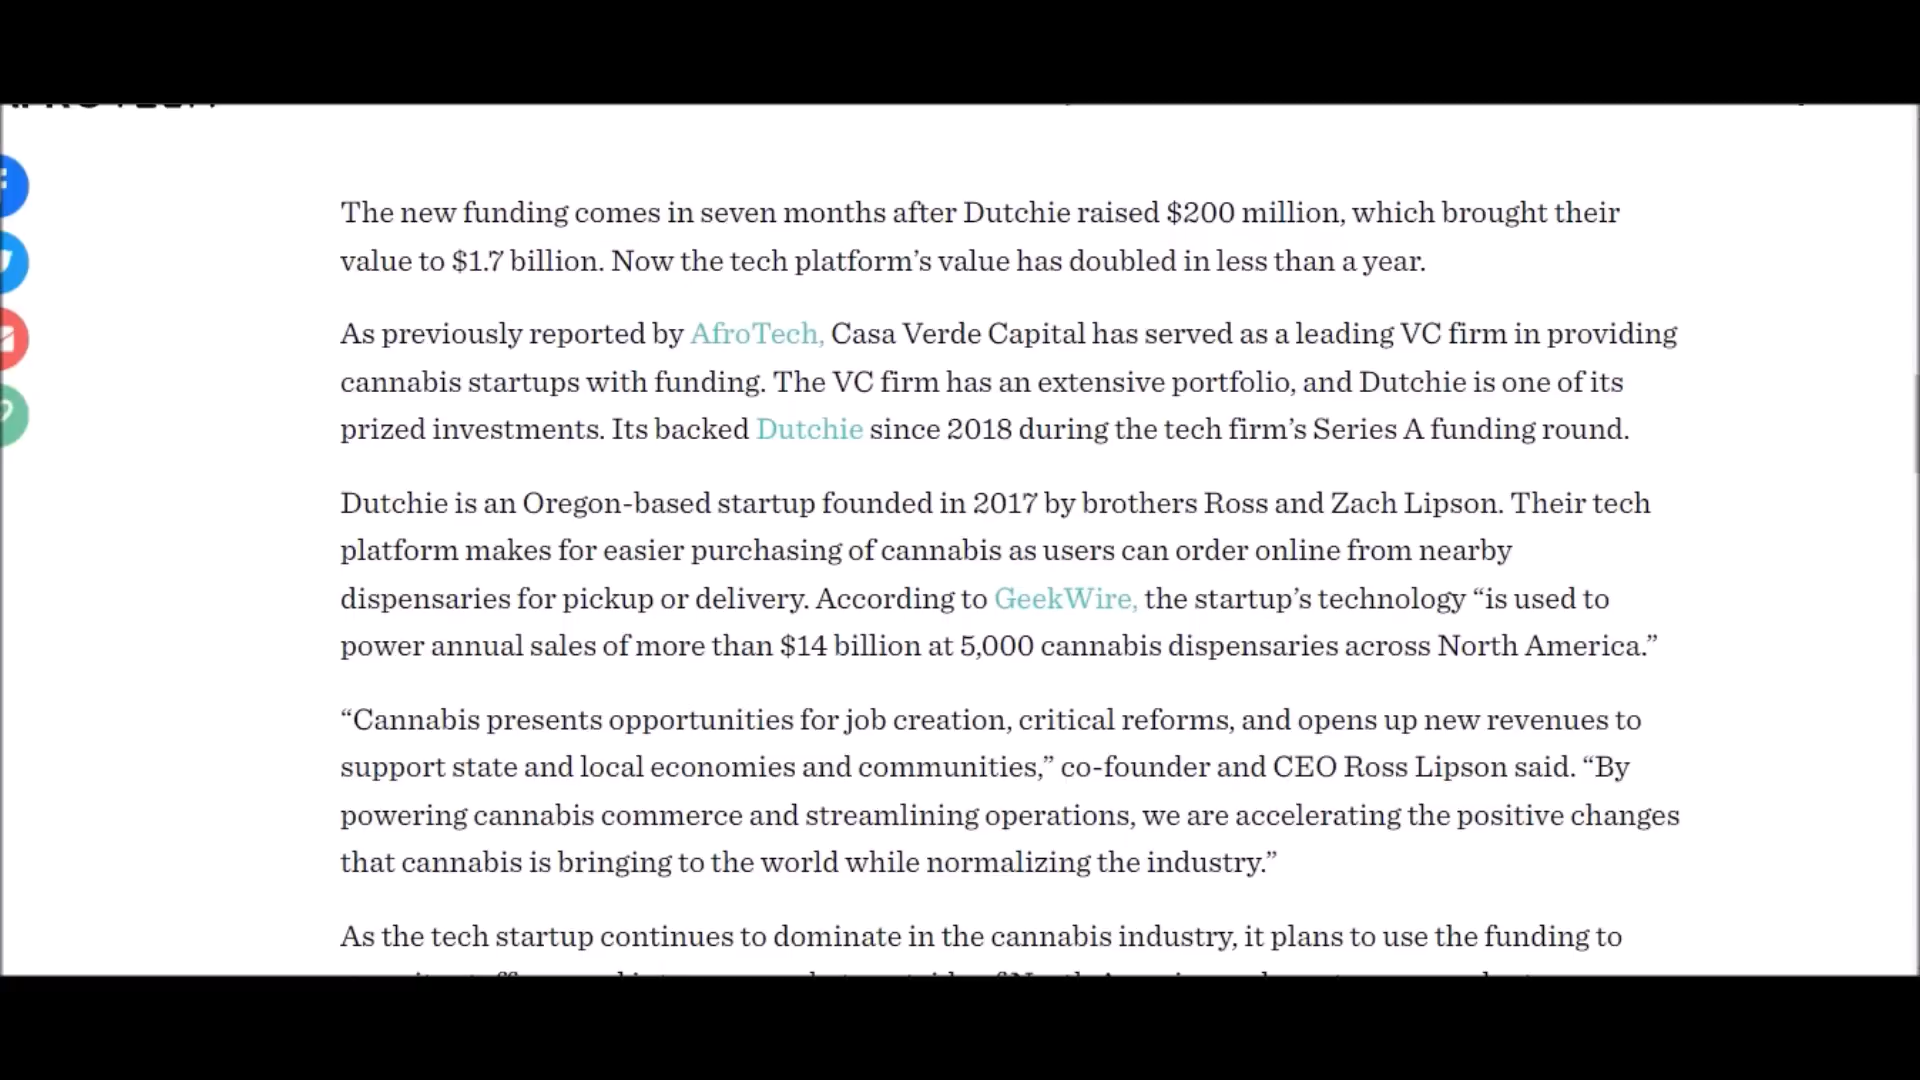 The new funding comes in seven months after Dutchie raised $200 million, which brought their
value to $1.7 billion. Now the tech platform’s value has doubled in less than a year.
As previously reported by AfroTech, Casa Verde Capital has served as a leading VC firm in providing
cannabis startups with funding. The VC firm has an extensive portfolio, and Dutchie is one of its
prized investments. Its backed Dutchie since 2018 during the tech firm’s Series A funding round.
Dutchie is an Oregon-based startup founded in 2017 by brothers Ross and Zach Lipson. Their tech
platform makes for easier purchasing of cannabis as users can order online from nearby
dispensaries for pickup or delivery. According to GeekWire, the startup’s technology “is used to
power annual sales of more than $14 billion at 5,000 cannabis dispensaries across North America.”
“Cannabis presents opportunities for job creation, critical reforms, and opens up new revenues to
support state and local economies and communities,” co-founder and CEO Ross Lipson said. “By
powering cannabis commerce and streamlining operations, we are accelerating the positive changes
that cannabis is bringing to the world while normalizing the industry.”
As the tech startup continues to dominate in the cannabis industry, it plans to use the funding to